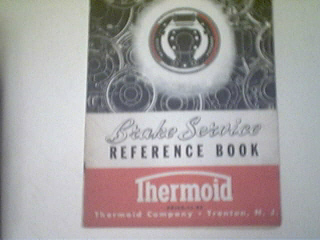 Brake Service
REFERENCE BOOK
Thermoid
Thermoid Company • Trenton, N. J.